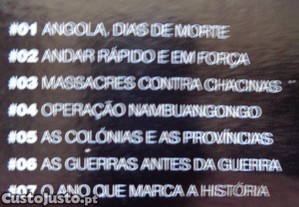 #01 ANGOLA, DIAS DE MORTE
#02 ANDAR RÁPIDO E EM FORÇA
#03 MASSACRES CONTRA CHACINAS
#04 OPERAÇÃO NAMBUANGONGO
#05 AS COLÓNIAS E AS PROVÍNCIAS
#06 AS GUERRAS ANTES DA GUERRA
#07 O ANO QUE MARCA A HISTÓRIA
CustoJusto.pt